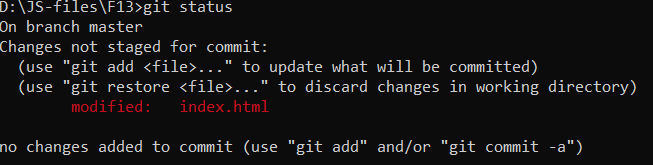 D:\JS-files\F13>git status
On branch master
Changes not staged for commit:
  (use "git add <file>..." to update what will be committed)
  (use "git restore <file>..." to discard changes in working directory)
        modified:   index.html

no changes added to commit (use "git add" and/or "git commit -a")